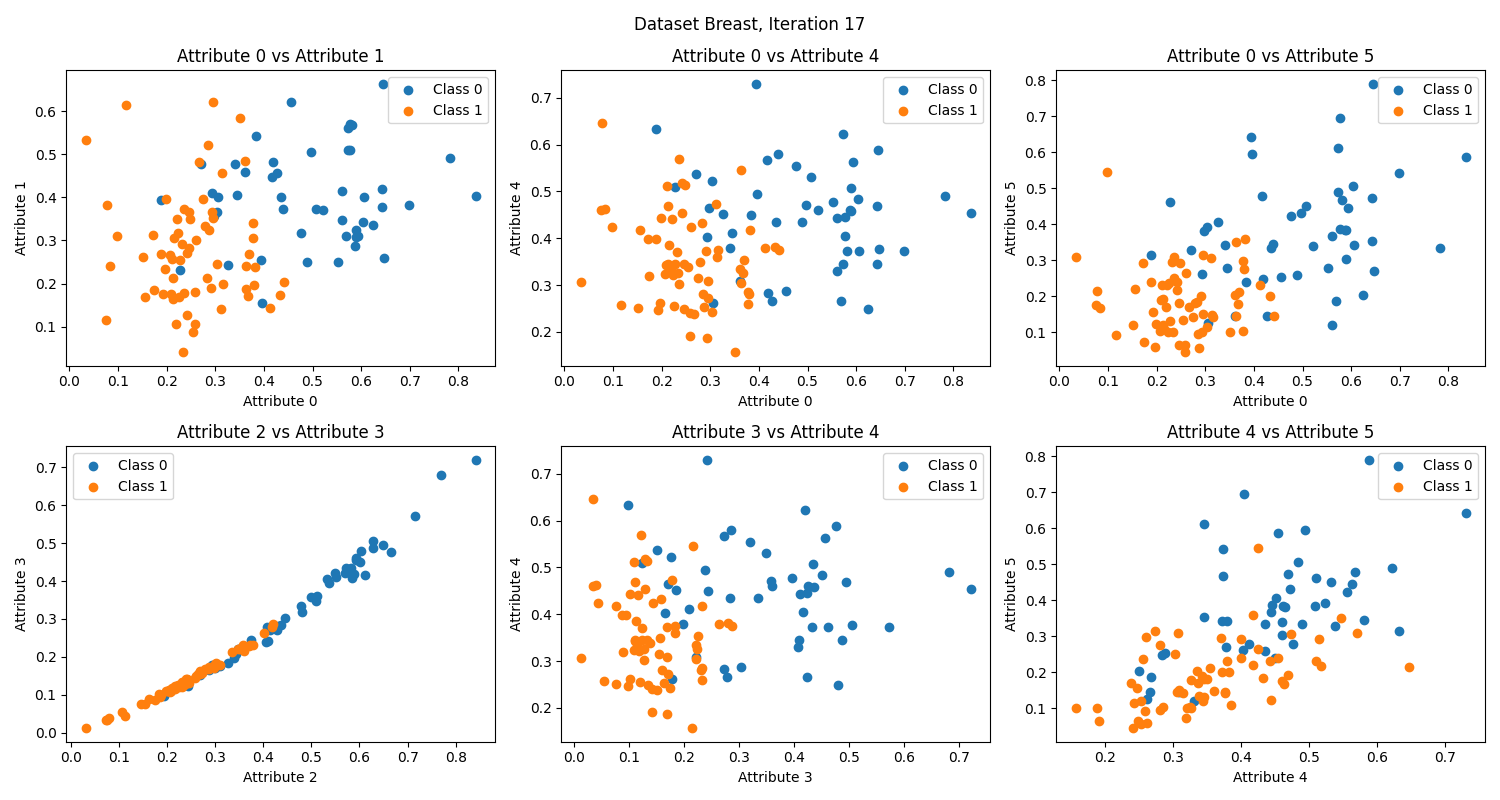 Dataset Breast, Iteration 17
Attribute 0 vs Attribute 1
Class 0
Class 1
0.6
0.5
0.4
0.3
0.2
0.1
Attribute 1
0.0 0.1 0.2 0.3 0.4 0.5 0.6 0.7 0.8
Attribute 0
Attribute 0 vs Attribute 4
Class 0
Class 1
0.7
0.6
0.5
0.4
0.3
0.2
Attribute 4
0.0 0.1 0.2 0.3 0.4 0.5 0.6 0.7 0.8
Attribute 0
Attribute 0 vs Attribute 5
Class 0
Class 1
0.8
0.7
0.6
0.5
0.4
0.3
0.2
0.1
Attribute 5
0.0 0.1 0.2 0.3 0.4 0.5 0.6 0.7 0.8
Attribute 0
Attribute 2 vs Attribute 3
Class 0
Class 1
0.7
0.6
0.5
0.4
0.3
0.2
0.1
0.0
Attribute 3
0.0 0.1 0.2 0.3 0.4 0.5 0.6 0.7 0.8
Attribute 2
Attribute 3 vs Attribute 4
Class 0
Class 1
0.7
0.6
0.5
0.4
0.3
0.2
Attribute 4
0.0 0.1 0.2 0.3 0.4 0.5 0.6 0.7
Attribute 3
Attribute 4 vs Attribute 5
Class 0
Class 1
0.8
0.7
0.6
0.5
0.4
0.3
0.2
0.1
Attribute 5
0.2 0.3 0.4 0.5 0.6 0.7
Attribute 4